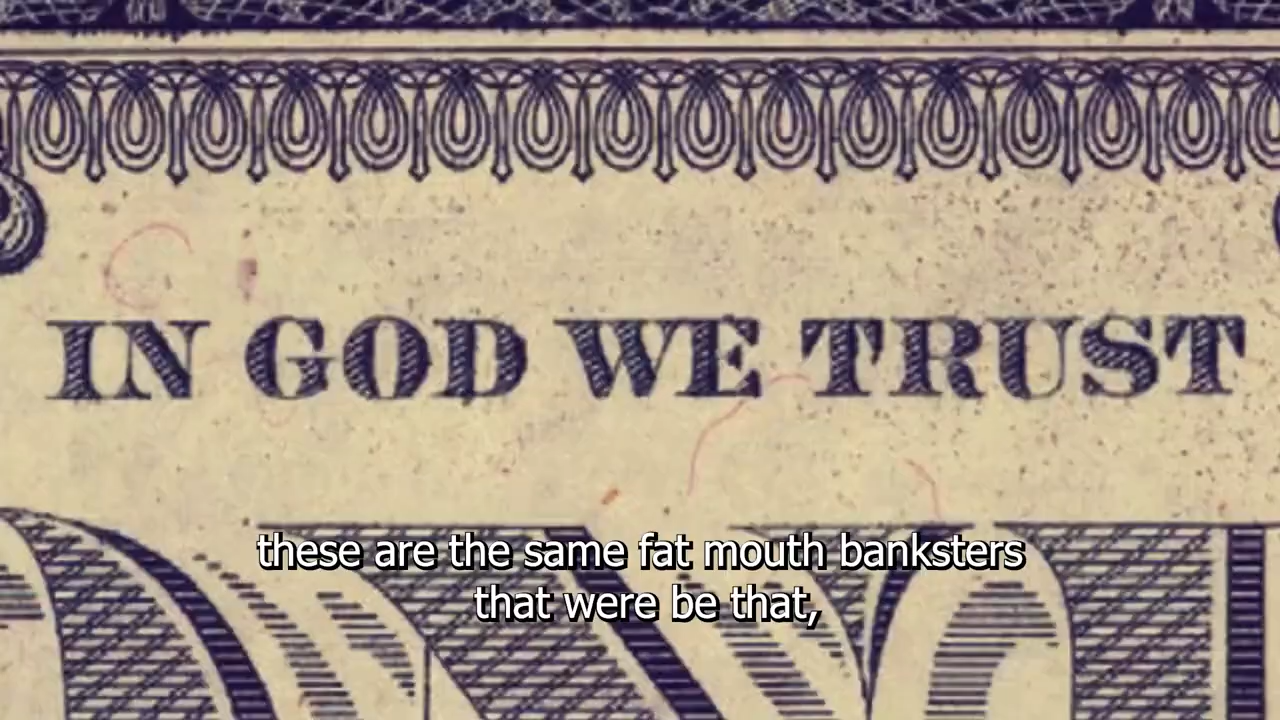 IN GOD WE TRUST
these are the same fat mouth banksters
that were be that,